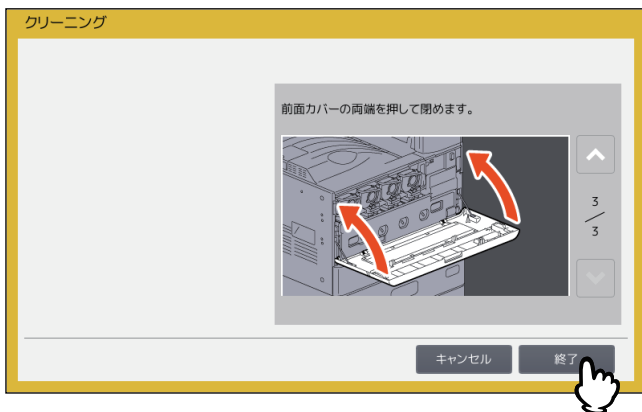 クリーニング
前面カバーの両端を押して閉めます。
3
3
キャンセル
終了